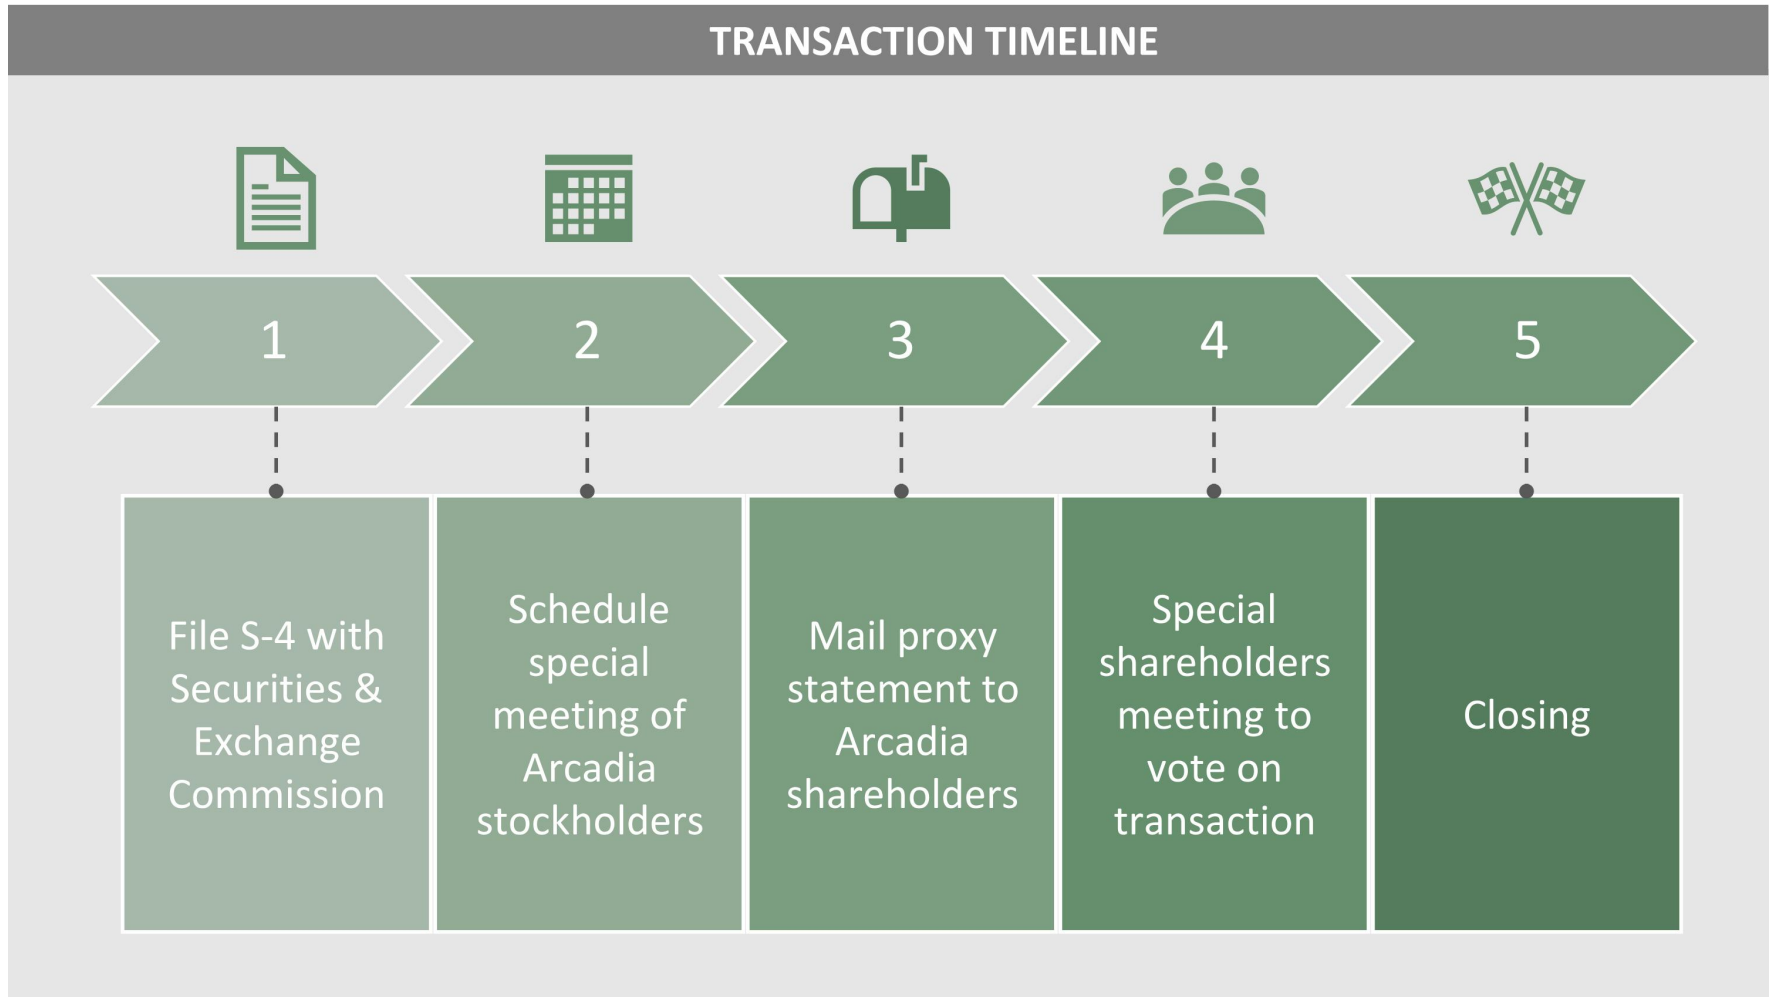 TRANSACTION TIMELINE
1
2
3
4
5
File S-4 with
Securities &
Exchange
Commission
Schedule
special
meeting of
Arcadia
stockholders
Mail proxy
statement to
Arcadia
shareholders
Special
shareholders
meeting to
vote on
transaction
Closing